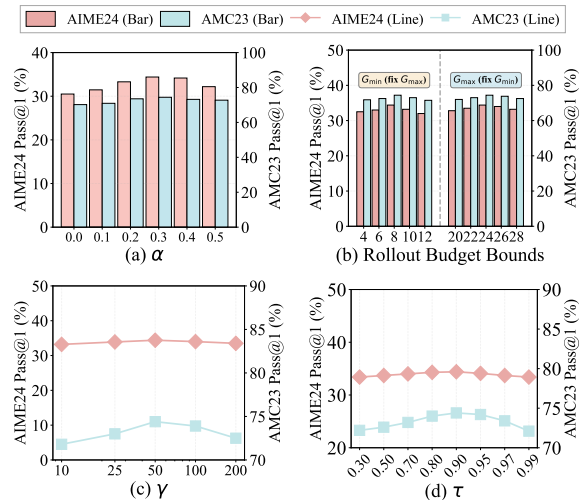 AIME24 (Bar) AMC23 (Bar) AIME24 (Line) AMC23 (Line)
AIME24 Pass@1 (%)
40
30
20
10
0
100
80
60
40
20
0
AMC23 Pass@1 (%)
0.0 0.1 0.2 0.3 0.4 0.5
(a) α
AIME24 Pass@1 (%)
50
40
30
20
10
0
G_min (fix G_max)
G_max (fix G_min)
100
80
60
40
20
0
AMC23 Pass@1 (%)
4 6 8 10 12 20 22 24 26 28
(b) Rollout Budget Bounds
AIME24 Pass@1 (%)
50
40
30
20
10
0
90
85
80
75
70
AMC23 Pass@1 (%)
10 25 50 100 200
(c) γ
AIME24 Pass@1 (%)
50
40
30
20
90
85
80
75
70
AMC23 Pass@1 (%)
0.30 0.50 0.70 0.80 0.90 0.95 0.97 0.99
(d) τ